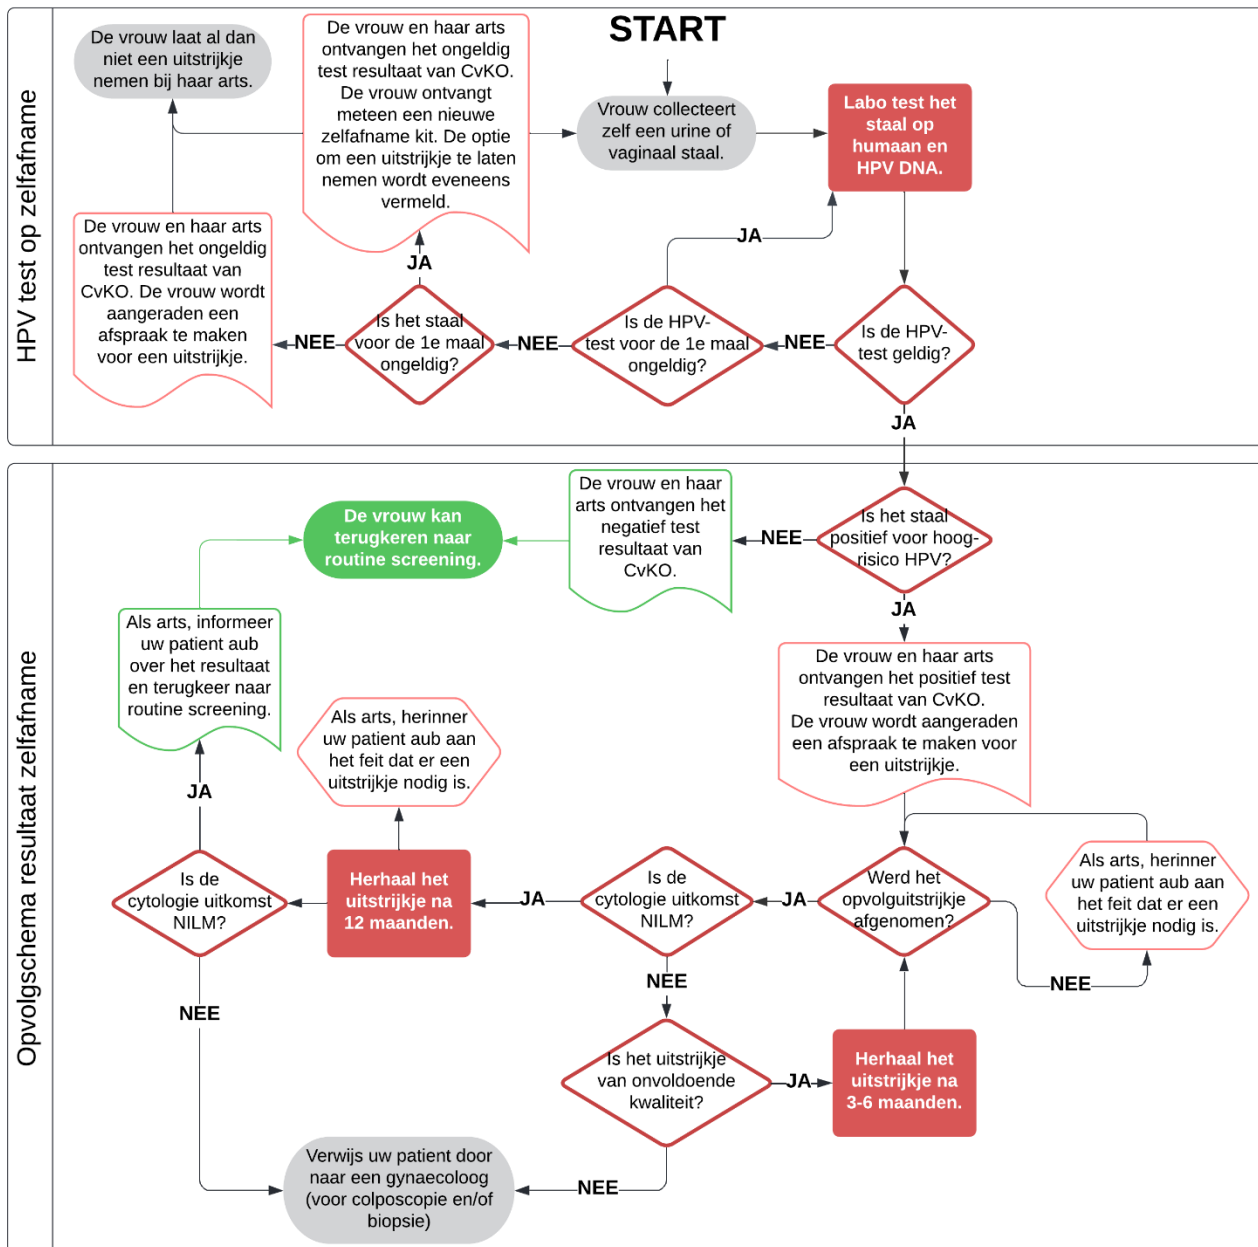 HPV test op zelfafname
START
De vrouw laat al dan
niet een uitstrijkje
nemen bij haar arts.
De vrouw en haar arts
ontvangen het ongeldig
test resultaat van CvKO.
De vrouw ontvangt
meteen een nieuwe
zelfafname kit. De optie
om een uitstrijkje te laten
nemen wordt eveneens
vermeld.
Vrouw collecteert
zelf een urine of
vaginaal staal.
Labo test het
staal op
humaan en
HPV DNA.
De vrouw en haar arts
ontvangen het ongeldig
test resultaat van
CvKO. De vrouw wordt
aangeraden een
afspraak te maken
voor een uitstrijkje.
JA
JA
NEE
Is het staal
voor de 1e maal
ongeldig?
NEE
Is de HPV-
test voor de 1e maal
ongeldig?
NEE
Is de HPV-
test geldig?
JA
Opvolgschema resultaat zelfafname
De vrouw kan
terugkeren naar
routine screening.
De vrouw en haar
arts ontvangen het
negatief test
resultaat van
CvKO.
NEE
Is het staal
positief voor hoog-
risico HPV?
JA
Als arts, informeer
uw patient aub
over het resultaat
en terugkeer naar
routine screening.
De vrouw en haar arts
ontvangen het positief test
resultaat van CvKO.
De vrouw wordt aangeraden
een afspraak te maken voor
een uitstrijkje.
Als arts, herinner
uw patient aub aan
het feit dat er een
uitstrijkje nodig is.
JA
Is de
cytologie uitkomst
NILM?
Herhaal het
uitstrijkje na
12 maanden.
JA
Is de
cytologie uitkomst
NILM?
JA
Werd het
opvolguitstrijkje
afgenomen?
Als arts, herinner
uw patient aub aan
het feit dat er een
uitstrijkje nodig is.
NEE
NEE
NEE
Is het uitstrijkje
van onvoldoende
kwaliteit?
JA
Herhaal het
uitstrijkje na
3-6 maanden.
Verwijs uw patient door
naar een gynaecoloog
(voor colposcopie en/of
biopsie)
NEE